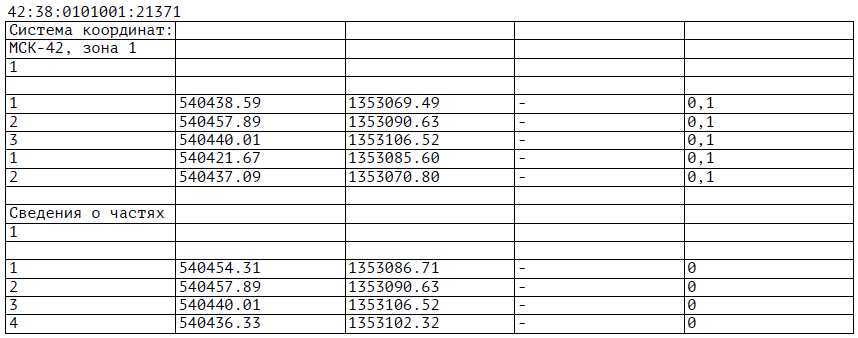 42:38:0101001:21371
Система координат:
МСК-42, зона 1
1
1 540438.59 1353069.49 - 0,1
2 540457.89 1353090.63 - 0,1
3 540440.01 1353106.52 - 0,1
1 540421.67 1353085.60 - 0,1
2 540437.09 1353070.80 - 0,1
Сведения о частях
1
1 540454.31 1353086.71 - 0
2 540457.89 1353090.63 - 0
3 540440.01 1353106.52 - 0
4 540436.33 1353102.32 - 0